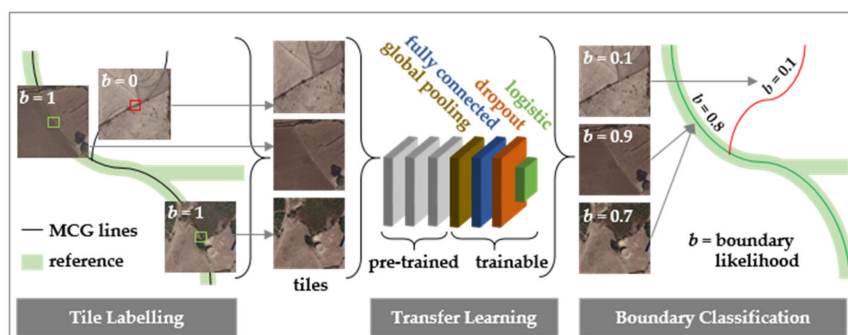 b = 0
b = 1
b = 1
MCG lines
reference
Tile Labelling
tiles
global pooling
fully connected
dropout
logistic
pre-trained
trainable
Transfer Learning
b = 0.1
b = 0.9
b = 0.7
b = 0.1
b = 0.8
b = boundary
likelihood
Boundary Classification